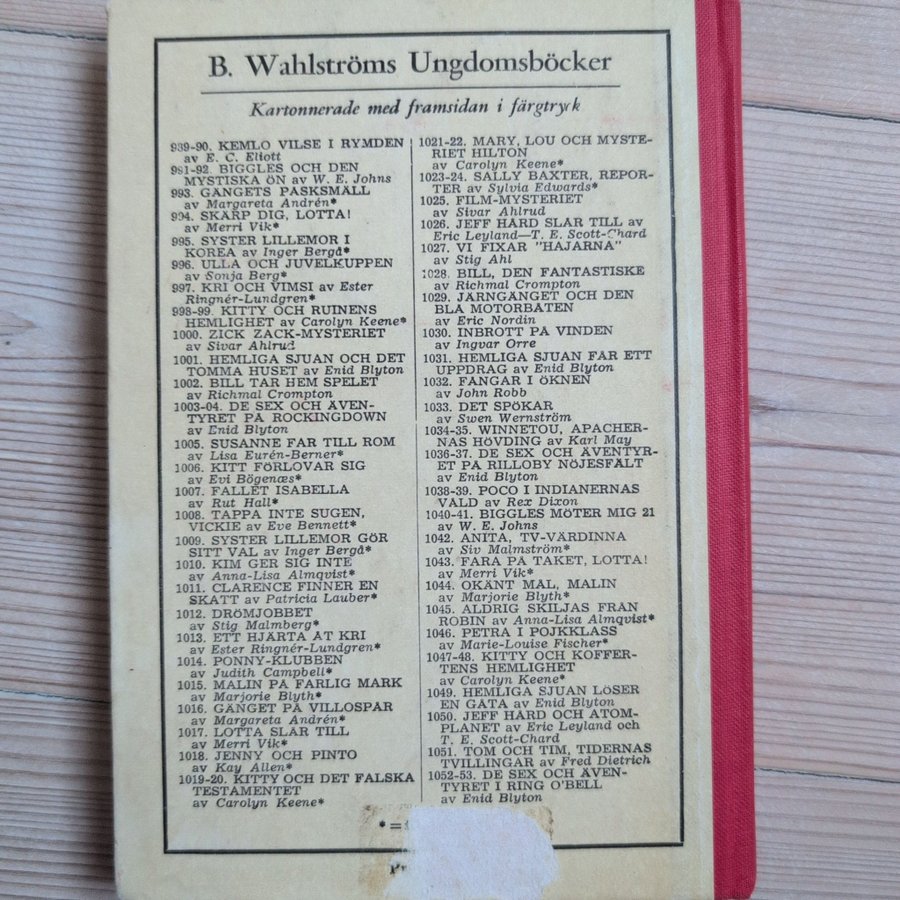 B. Wahlströms Ungdomsböcker
Kartonnerade med framsidan i färgtryck
989-90. KEMLO VILSE I RYMDEN
av E. C. Eliott
991-92. BIGGLES OCH DEN
MYSTISKA ÖN av W. E. Johns
993. GÄNGETS PÅSKSMÄLL
av Margareta Andrén*
994. SKÄRP DIG, LOTTA!
av Merri Vik*
995. SYSTER LILLEMOR I
KOREA av Inger Bergå*
996. ULLA OCH JUVELKUPPEN
av Sonja Berg*
997. KRI OCH VIMSI av Ester
Ringnér-Lundgren*
998-99. KITTY OCH RUINENS
HEMLIGHET av Carolyn Keene*
1000. ZICK ZACK-MYSTERIET
av Sivar Ahlrud
1001. HEMLIGA SJUAN OCH DET
TOMMA HUSET av Enid Blyton
1002. BILL TAR HEM SPELET
av Richmal Crompton
1003-04. DE SEX OCH ÄVEN-
TYRET PÅ ROCKINGDOWN
av Enid Blyton
1005. SUSANNE FAR TILL ROM
av Lisa Eurén-Berner*
1006. KITT FÖRLOVAR SIG
av Evi Bögenæs*
1007. FALLET ISABELLA
av Rut Hall*
1008. TAPPA INTE SUGEN,
VICKIE av Eve Bennett*
1009. SYSTER LILLEMOR GÖR
SITT VAL av Inger Bergå*
1010. KIM GER SIG INTE
av Anna-Lisa Almqvist*
1011. CLARENCE FINNER EN
SKATT av Patricia Lauber*
1012. DRÖMJOBBET
av Stig Malmberg*
1013. ETT HJÄRTA ÅT KRI
av Ester Ringnér-Lundgren*
1014. PONNY-KLUBBEN
av Judith Campbell*
1015. MALIN PÅ FARLIG MARK
av Marjorie Blyth*
1016. GÄNGET PÅ VILLOSPÅR
av Margareta Andrén*
1017. LOTTA SLÅR TILL
av Merri Vik*
1018. JENNY OCH PINTO
av Kay Allen*
1019-20. KITTY OCH DET FALSKA
TESTAMENTET
av Carolyn Keene*
1021-22. MARY, LOU OCH MYSTE-
RIET HILTON
av Carolyn Keene*
1023-24. SALLY BAXTER, REPOR-
TER av Sylvia Edwards*
1025. FILM-MYSTERIET
av Sivar Ahlrud
1026. JEFF HÅRD SLÅR TILL av
Eric Leyland—T. E. Scott-Chard
1027. VI FIXAR "HAJARNA"
av Stig Ahl
1028. BILL, DEN FANTASTISKE
av Richmal Crompton
1029. JÄRNGÄNGET OCH DEN
BLÅ MOTORBÅTEN
av Eric Nordin
1030. INBROTT PÅ VINDEN
av Ingvar Orre
1031. HEMLIGA SJUAN FÅR ETT
UPPDRAG av Enid Blyton
1032. FÅNGAR I ÖKNEN
av John Robb
1033. DET SPÖKAR
av Swen Wernström
1034-35. WINNETOU, APACHER-
NAS HÖVDING av Karl May
1036-37. DE SEX OCH ÄVENTYR-
ET PÅ RILLOBY NÖJESFÄLT
av Enid Blyton
1038-39. POCO I INDIANERNAS
VÅLD av Rex Dixon
1040-41. BIGGLES MÖTER MIG 21
av W. E. Johns
1042. ANITA, TV-VÄRDINNA
av Siv Malmström*
1043. FARA PÅ TAKET, LOTTA!
av Merri Vik*
1044. OKÄNT MÅL, MALIN
av Marjorie Blyth*
1045. ALDRIG SKILJAS FRÅN
ROBIN av Anna-Lisa Almqvist*
1046. PETRA I POJKKLASS
av Marie-Louise Fischer*
1047-48. KITTY OCH KOFFER-
TENS HEMLIGHET
av Carolyn Keene*
1049. HEMLIGA SJUAN LÖSER
EN GÅTA av Enid Blyton
1050. JEFF HÅRD OCH ATOM-
PLANET av Eric Leyland och
T. E. Scott-Chard
1051. TOM OCH TIM, TIDERNAS
TVILLINGAR av Fred Dietrich
1052-53. DE SEX OCH ÄVEN-
TYRET I RING O'BELL
av Enid Blyton
* =